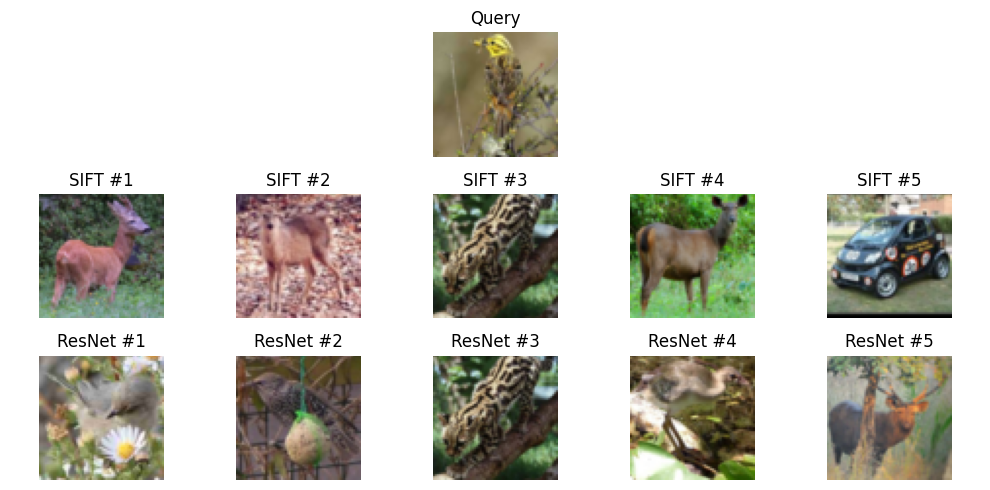 Query
SIFT #1 SIFT #2 SIFT #3 SIFT #4 SIFT #5
ResNet #1 ResNet #2 ResNet #3 ResNet #4 ResNet #5